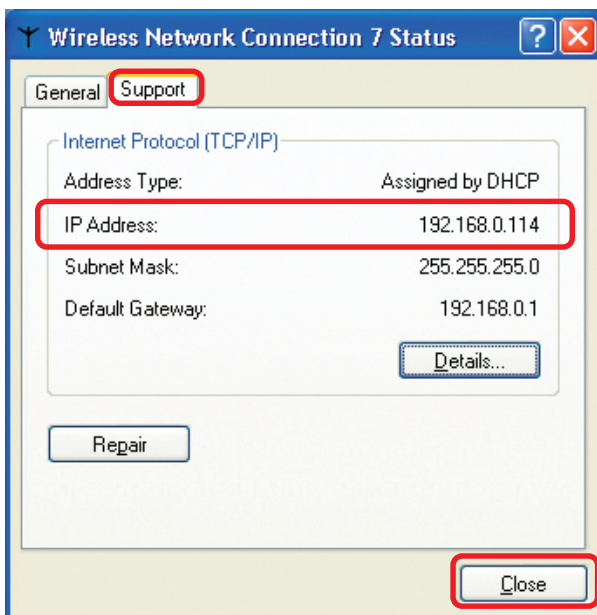 Wireless Network Connection 7 Status
General Support
Internet Protocol (TCP/IP)
Address Type: Assigned by DHCP
IP Address: 192.168.0.114
Subnet Mask: 255.255.255.0
Default Gateway: 192.168.0.1
Details...
Repair
Close